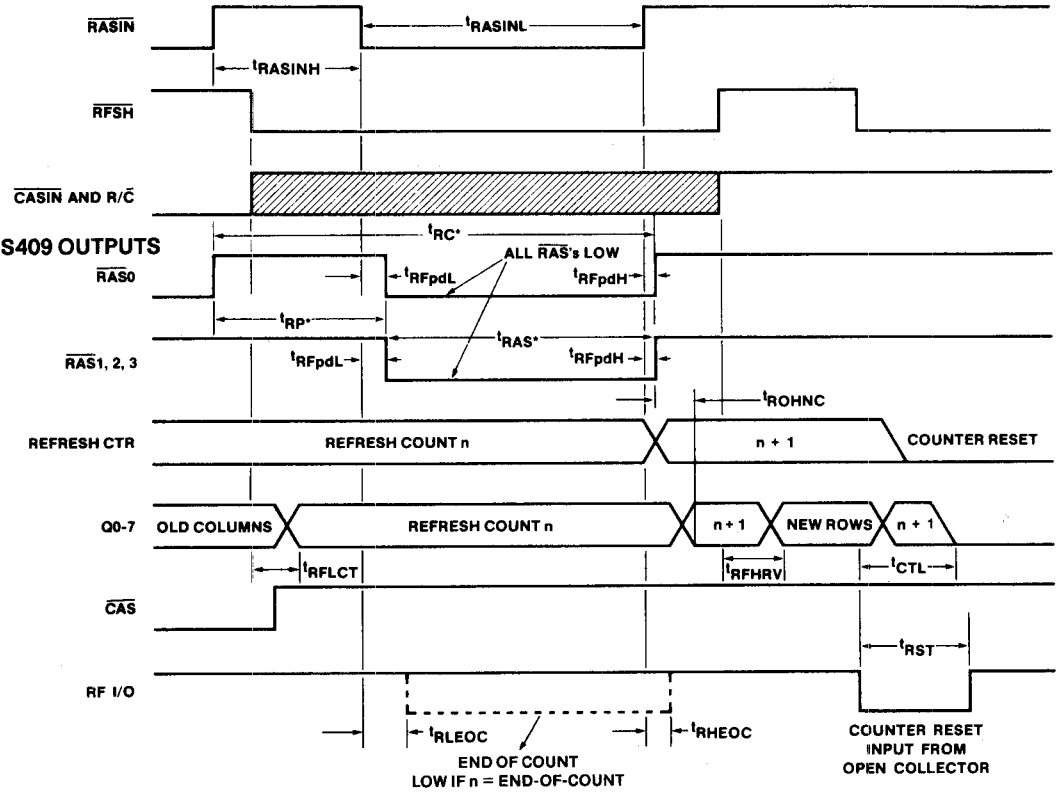 RASIN
tRASINL
tRASINH
RFSH
CASIN AND R/C
tRC*
S409 OUTPUTS
ALL RAS's LOW
RAS0
tRFpdL
tRFpdH
tRP*
tRAS*
RAS1, 2, 3
tRFpdL
tRFpdH
tROHNC
REFRESH CTR
REFRESH COUNT n
n + 1
COUNTER RESET
Q0-7
OLD COLUMNS
REFRESH COUNT n
n + 1
NEW ROWS
n + 1
tRFLCT
tRFHRV
tCTL
CAS
tRST
RF I/O
tRLEOC
tRHEOC
END OF COUNT
LOW IF n = END-OF-COUNT
COUNTER RESET
INPUT FROM
OPEN COLLECTOR